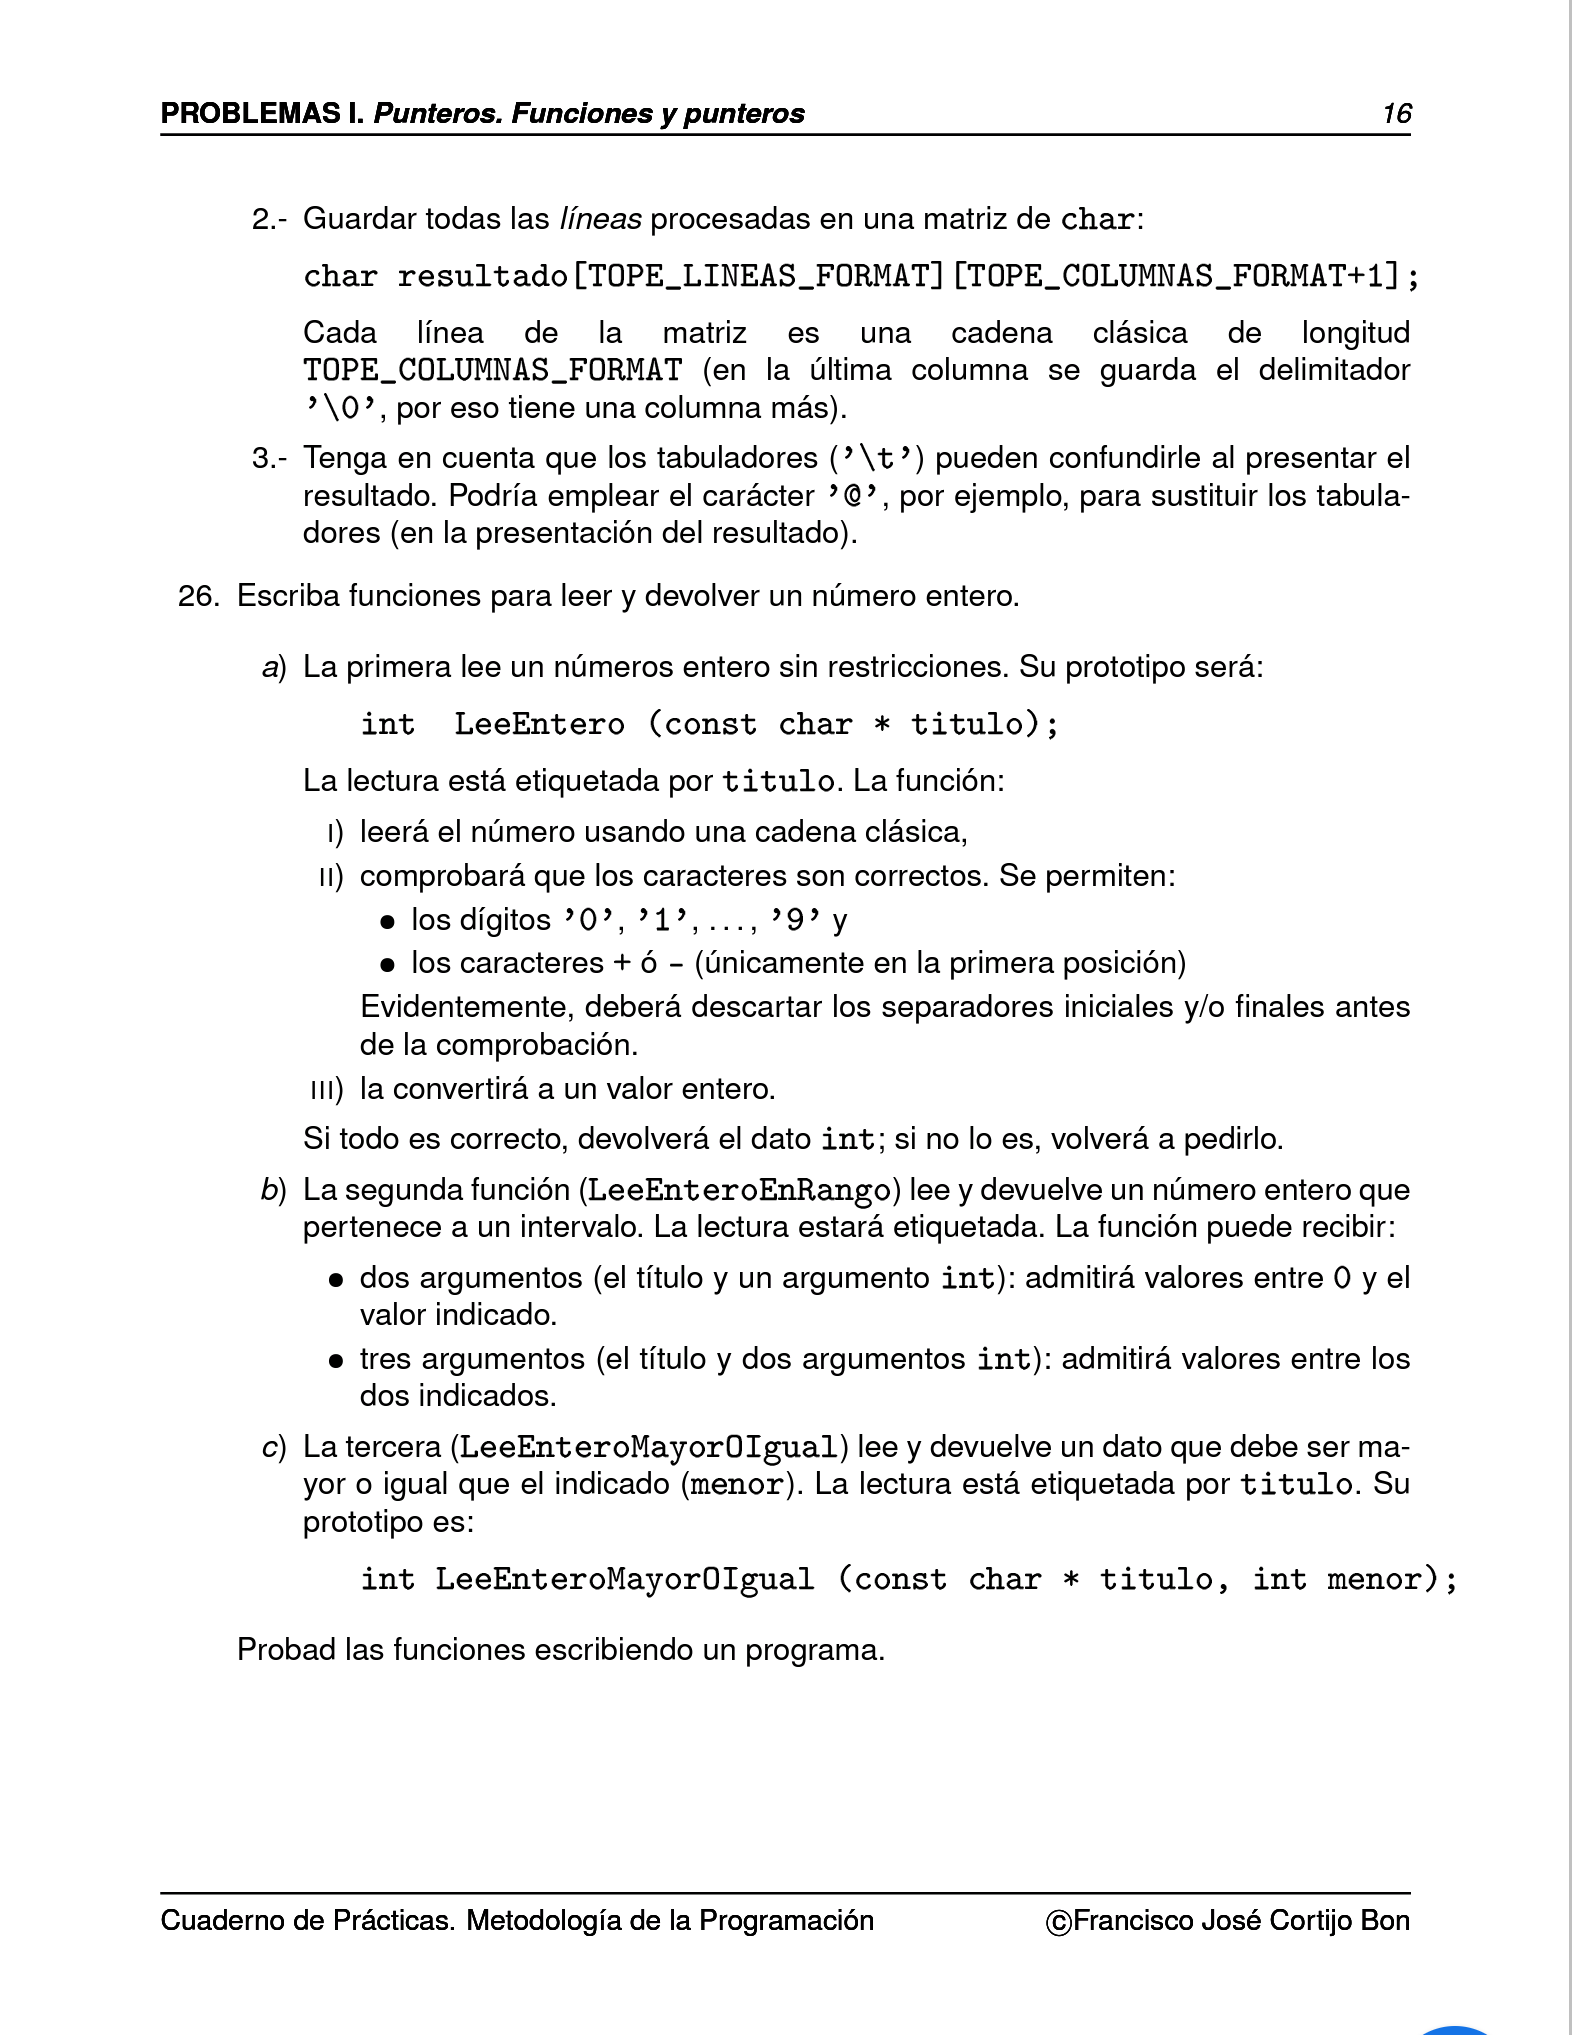 PROBLEMAS I. Punteros. Funciones y punteros 16
2.- Guardar todas las líneas procesadas en una matriz de char:
char resultado[TOPE_LINEAS_FORMAT][TOPE_COLUMNAS_FORMAT+1];
Cada línea de la matriz es una cadena clásica de longitud
TOPE_COLUMNAS_FORMAT (en la última columna se guarda el delimitador
’\0’, por eso tiene una columna más).
3.- Tenga en cuenta que los tabuladores (’\t’) pueden confundirle al presentar el
resultado. Podría emplear el carácter ’@’, por ejemplo, para sustituir los tabula-
dores (en la presentación del resultado).
26. Escriba funciones para leer y devolver un número entero.
a) La primera lee un números entero sin restricciones. Su prototipo será:
int LeeEntero (const char * titulo);
La lectura está etiquetada por titulo. La función:
I) leerá el número usando una cadena clásica,
II) comprobará que los caracteres son correctos. Se permiten:
● los dígitos ’0’, ’1’, ..., ’9’ y
● los caracteres + ó - (únicamente en la primera posición)
Evidentemente, deberá descartar los separadores iniciales y/o finales antes
de la comprobación.
III) la convertirá a un valor entero.
Si todo es correcto, devolverá el dato int; si no lo es, volverá a pedirlo.
b) La segunda función (LeeEnteroEnRango) lee y devuelve un número entero que
pertenece a un intervalo. La lectura estará etiquetada. La función puede recibir:
● dos argumentos (el título y un argumento int): admitirá valores entre 0 y el
valor indicado.
● tres argumentos (el título y dos argumentos int): admitirá valores entre los
dos indicados.
c) La tercera (LeeEnteroMayorOIgual) lee y devuelve un dato que debe ser ma-
yor o igual que el indicado (menor). La lectura está etiquetada por titulo. Su
prototipo es:
int LeeEnteroMayorOIgual (const char * titulo, int menor);
Probad las funciones escribiendo un programa.
Cuaderno de Prácticas. Metodología de la Programación ©Francisco José Cortijo Bon